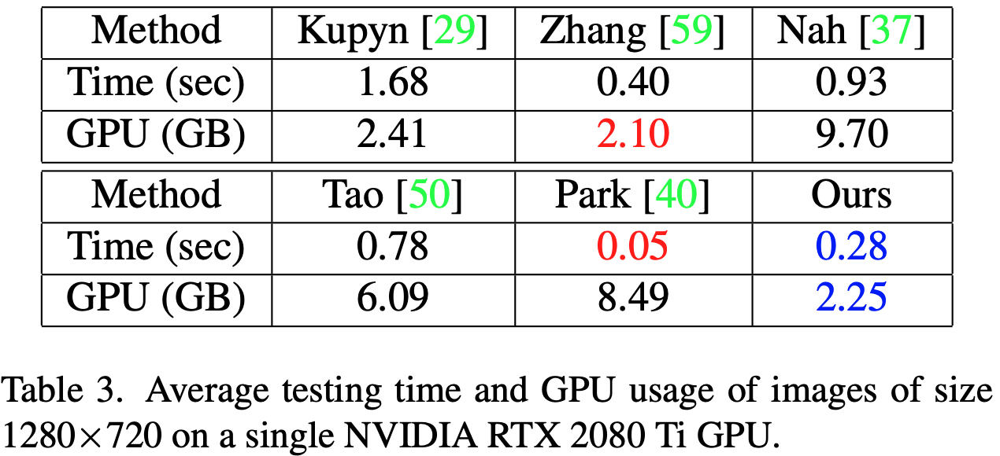 Method Kupyn [29] Zhang [59] Nah [37]
Time (sec) 1.68 0.40 0.93
GPU (GB) 2.41 2.10 9.70
Method Tao [50] Park [40] Ours
Time (sec) 0.78 0.05 0.28
GPU (GB) 6.09 8.49 2.25
Table 3. Average testing time and GPU usage of images of size
1280×720 on a single NVIDIA RTX 2080 Ti GPU.